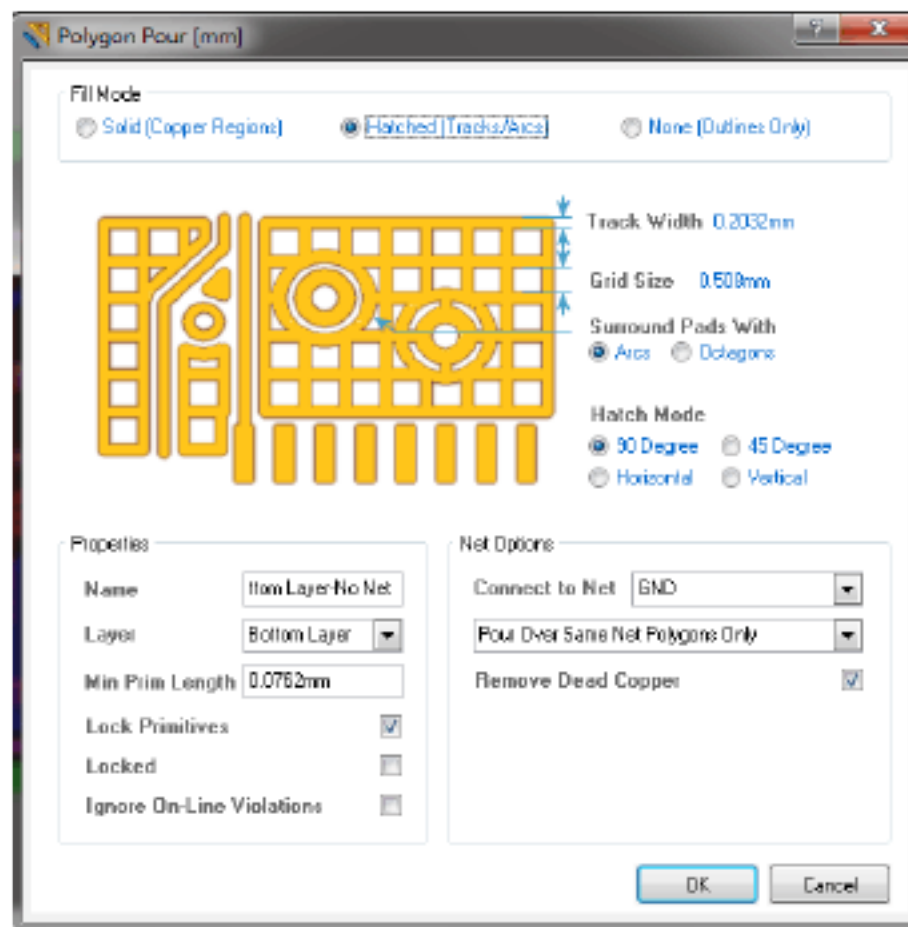 Polygon Pour [mm]
Fill Mode
Solid (Copper Regions) Hatched (Tracks/Arcs) None (Outlines Only)
Track Width 0.2032mm
Grid Size 0.508mm
Surround Pads With
Arcs Octagons
Hatch Mode
90 Degree 45 Degree
Horizontal Vertical
Properties
Name ttom Layer-No Net
Layer Bottom Layer
Min Prim Length 0.0762mm
Lock Primitives
Locked
Ignore On-Line Violations
Net Options
Connect to Net GND
Pour Over Same Net Polygons Only
Remove Dead Copper
OK Cancel